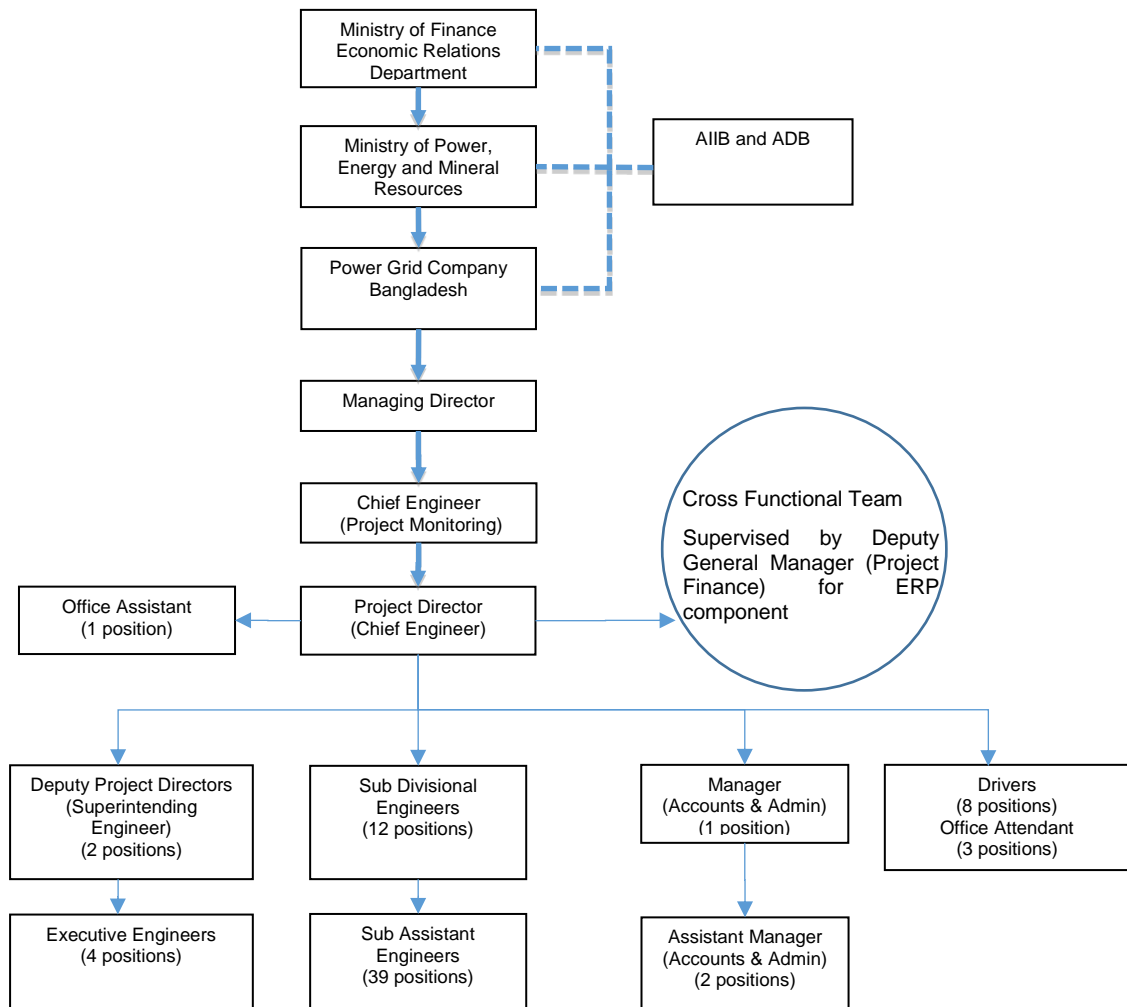 Ministry of Finance
Economic Relations
Department
Ministry of Power,
Energy and Mineral
Resources
AIIB and ADB
Power Grid Company
Bangladesh
Managing Director
Chief Engineer
(Project Monitoring)
Cross Functional Team
Supervised by Deputy
General Manager (Project
Finance) for ERP
component
Office Assistant
(1 position)
Project Director
(Chief Engineer)
Deputy Project Directors
(Superintending
Engineer)
(2 positions)
Sub Divisional
Engineers
(12 positions)
Manager
(Accounts & Admin)
(1 position)
Drivers
(8 positions)
Office Attendant
(3 positions)
Executive Engineers
(4 positions)
Sub Assistant
Engineers
(39 positions)
Assistant Manager
(Accounts & Admin)
(2 positions)